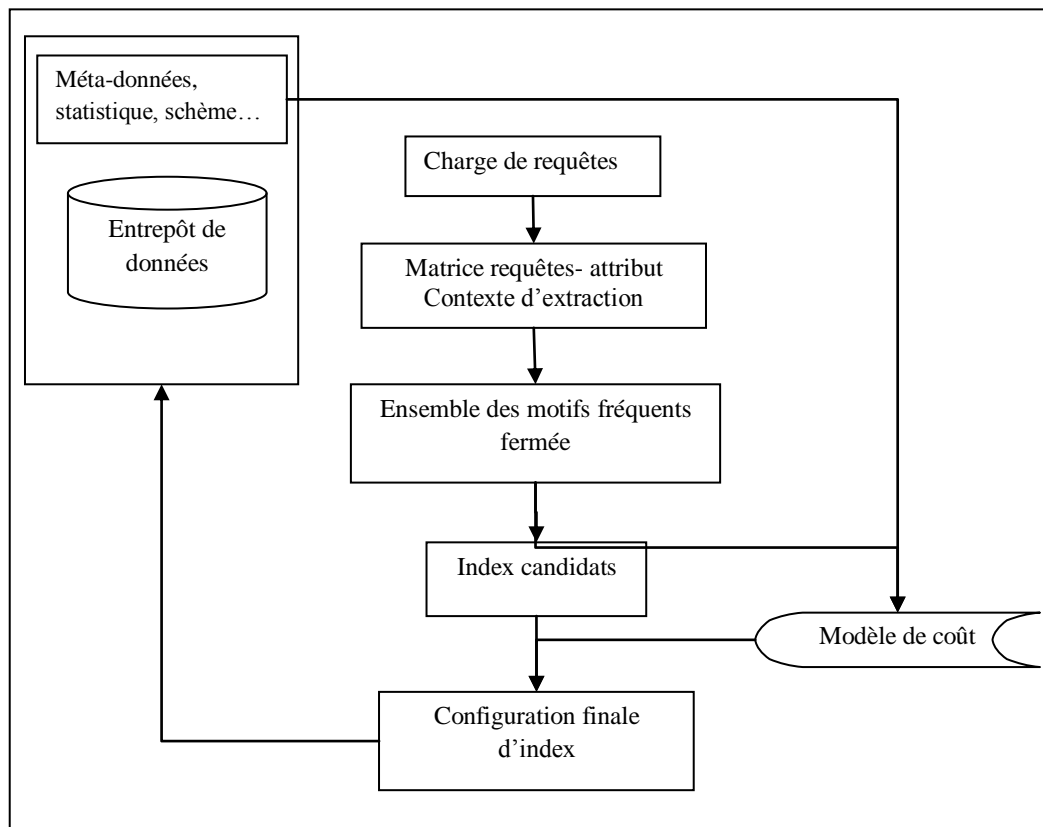 Méta-données,
statistique, schème…
Entrepôt de
données
Charge de requêtes
Matrice requêtes- attribut
Contexte d’extraction
Ensemble des motifs fréquents
fermée
Index candidats
Modèle de coût
Configuration finale
d’index